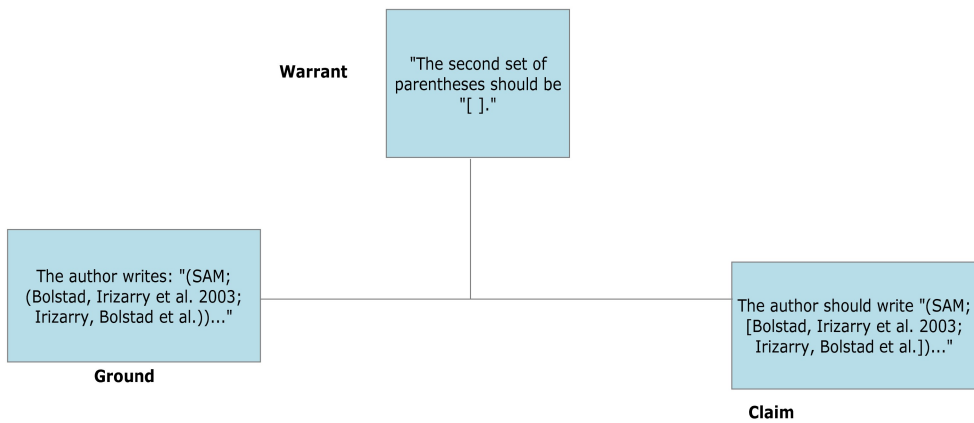 Warrant
"The second set of
parentheses should be
"[ ]."
The author writes: "(SAM;
(Bolstad, Irizarry et al. 2003;
Irizarry, Bolstad et al.))..."
Ground
The author should write "(SAM;
[Bolstad, Irizarry et al. 2003;
Irizarry, Bolstad et al.])..."
Claim